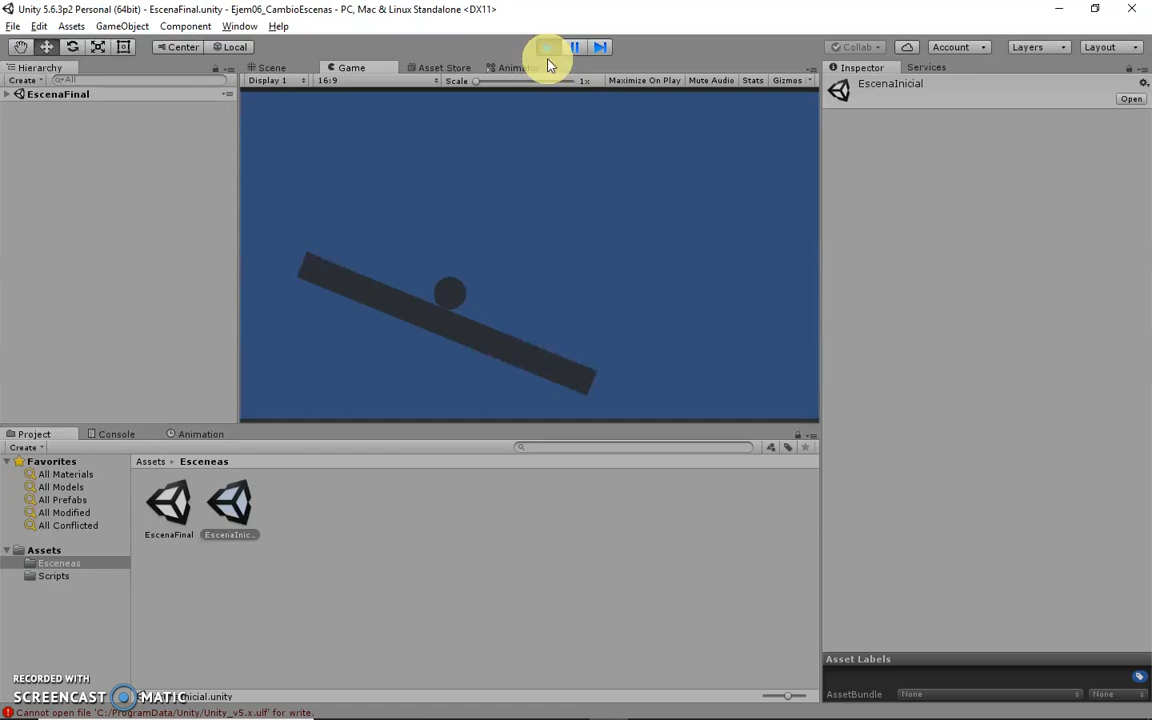 Unity 5.6.3p2 Personal (64bit) - EscenaFinal.unity - Ejem06_CambioEscenas - PC, Mac & Linux Standalone <DX11>
File Edit Assets GameObject Component Window Help
Center Local Collab Account Layers Layout
Hierarchy Scene Game Asset Store Animator Inspector Services
Create All Display 1 16:9 Scale 1x Maximize On Play Mute Audio Stats Gizmos
EscenaInicial
Open
EscenaFinal
Project Console Animation
Create
Favorites
Assets Esceneas
All Materials
All Models
All Prefabs
All Modified
All Conflicted
EscenaFinal EscenaInic...
Assets
Esceneas
Scripts
Asset Labels
RECORDED WITH
SCREENCAST MATIC
nicial.unity
AssetBundle None None
Cannot open file 'C:/ProgramData/Unity/Unity_v5.x.ulf' for write.